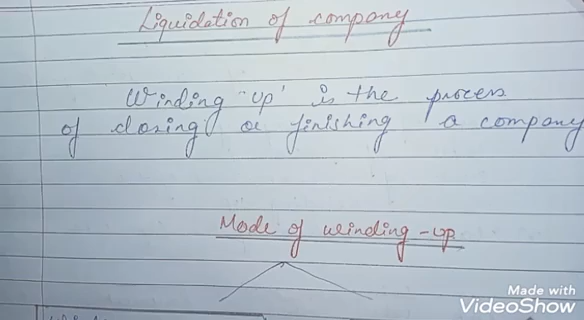 Liquidation of company
Winding "up' is the process
of closing or finishing a company
Mode of winding-up
Made with
VideoShow